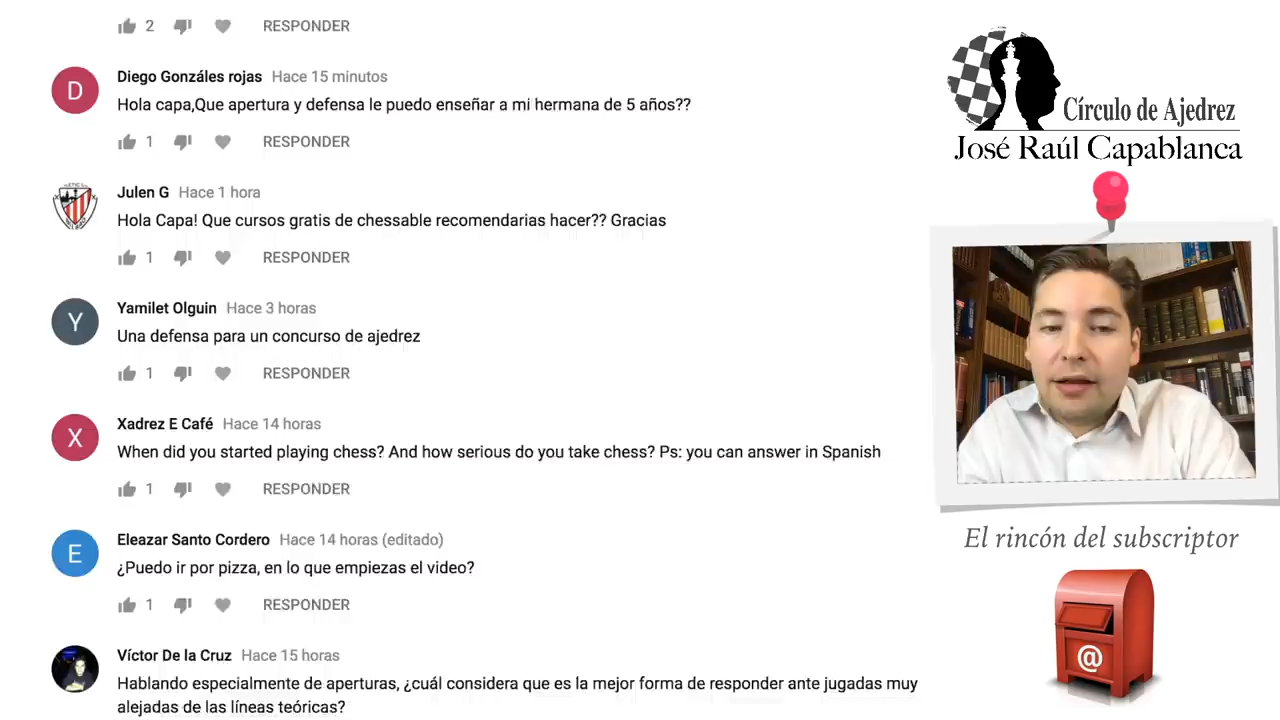 2 RESPONDER
D
Diego Gonzáles rojas Hace 15 minutos
Hola capa,Que apertura y defensa le puedo enseñar a mi hermana de 5 años??
1 RESPONDER
Julen G Hace 1 hora
Hola Capa! Que cursos gratis de chessable recomendarias hacer?? Gracias
1 RESPONDER
Y
Yamilet Olguin Hace 3 horas
Una defensa para un concurso de ajedrez
1 RESPONDER
X
Xadrez E Café Hace 14 horas
When did you started playing chess? And how serious do you take chess? Ps: you can answer in Spanish
1 RESPONDER
E
Eleazar Santo Cordero Hace 14 horas (editado)
¿Puedo ir por pizza, en lo que empiezas el video?
1 RESPONDER
Víctor De la Cruz Hace 15 horas
Hablando especialmente de aperturas, ¿cuál considera que es la mejor forma de responder ante jugadas muy
alejadas de las líneas teóricas?
Círculo de Ajedrez
José Raúl Capablanca
El rincón del subscriptor
@